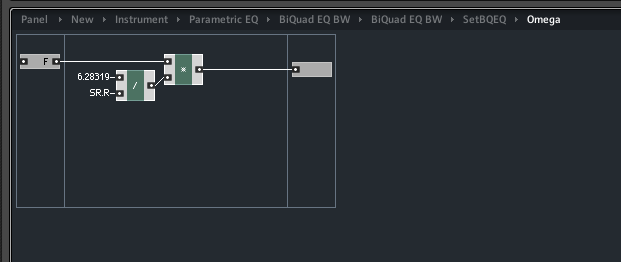 Panel › New › Instrument › Parametric EQ › BiQuad EQ BW › BiQuad EQ BW › SetBQEQ › Omega
F
*
6.28319
/
SR.R